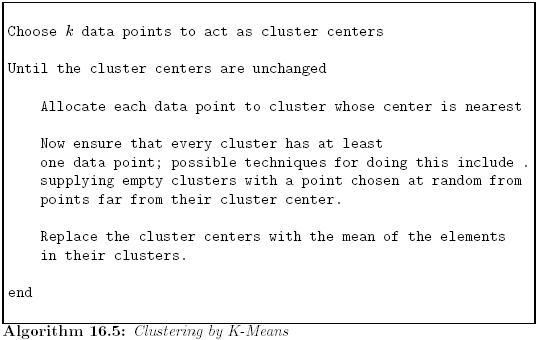 Choose k data points to act as cluster centers
Until the cluster centers are unchanged
Allocate each data point to cluster whose center is nearest
Now ensure that every cluster has at least
one data point; possible techniques for doing this include .
supplying empty clusters with a point chosen at random from
points far from their cluster center.
Replace the cluster centers with the mean of the elements
in their clusters.
end
Algorithm 16.5: Clustering by K-Means